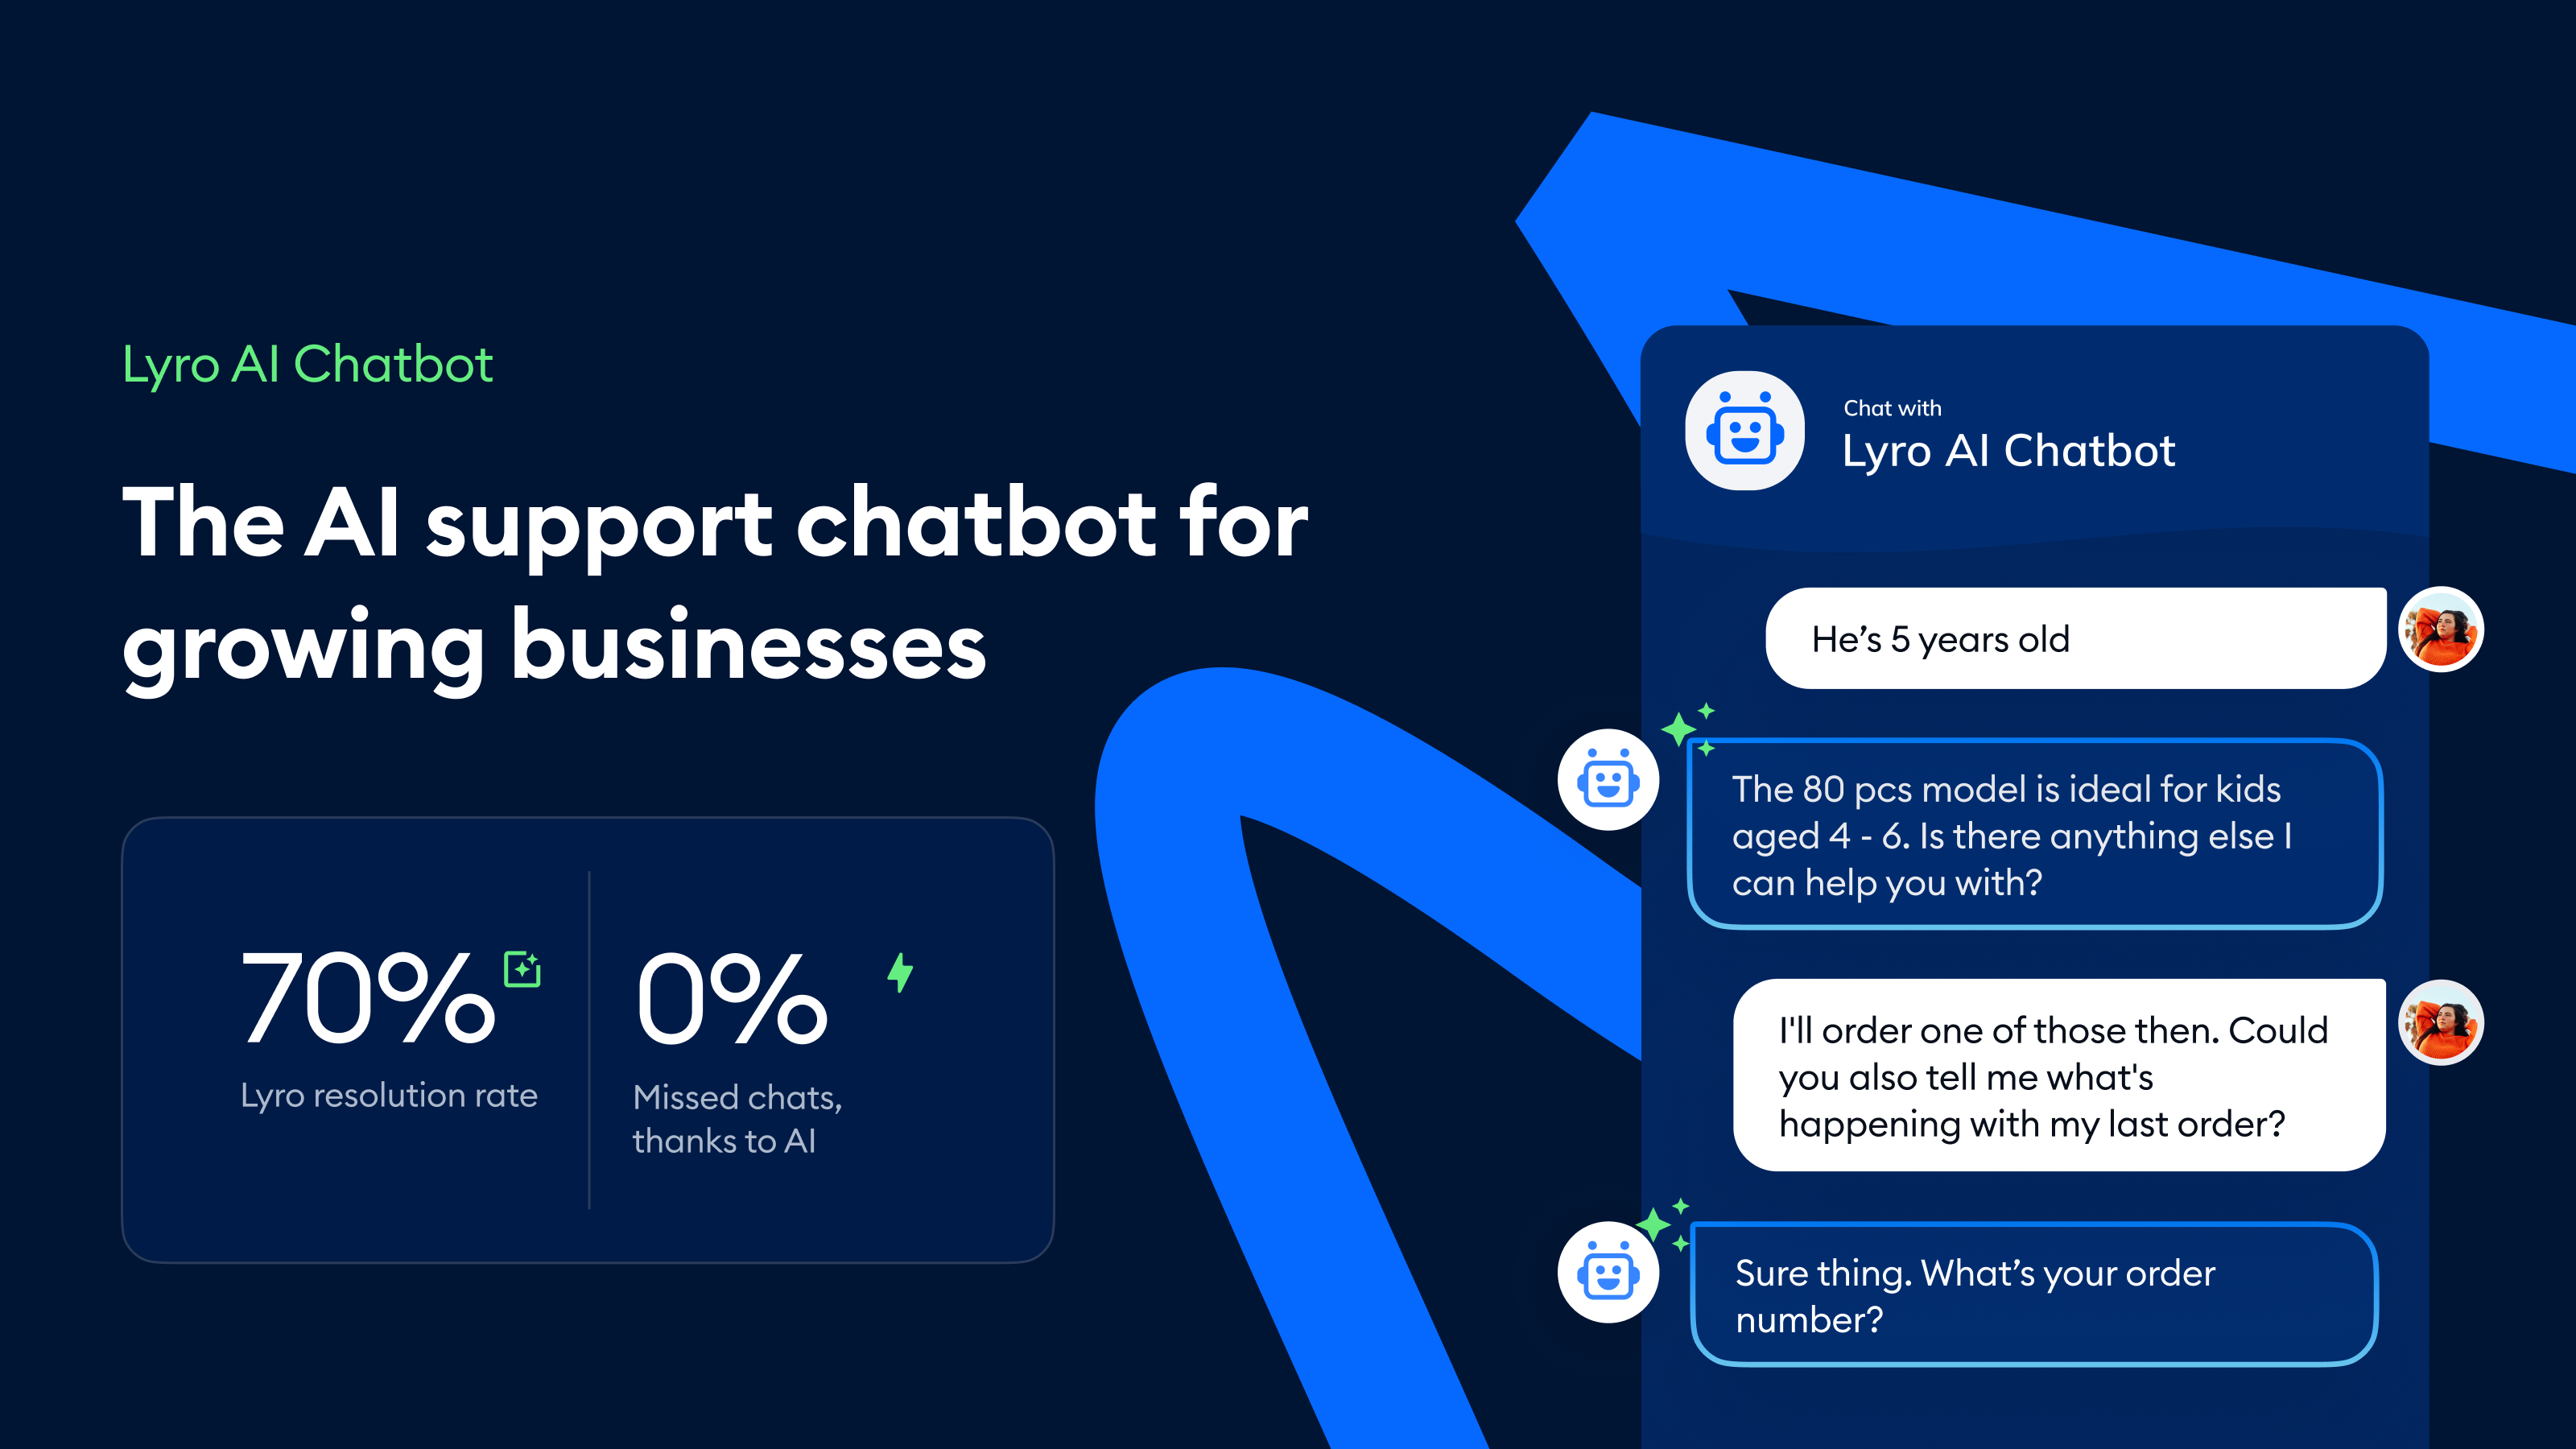 Lyro AI Chatbot
The AI support chatbot for
growing businesses
70%
Lyro resolution rate
0%
Missed chats,
thanks to AI
Chat with
Lyro AI Chatbot
He’s 5 years old
The 80 pcs model is ideal for kids
aged 4 - 6. Is there anything else I
can help you with?
I'll order one of those then. Could
you also tell me what's
happening with my last order?
Sure thing. What’s your order
number?